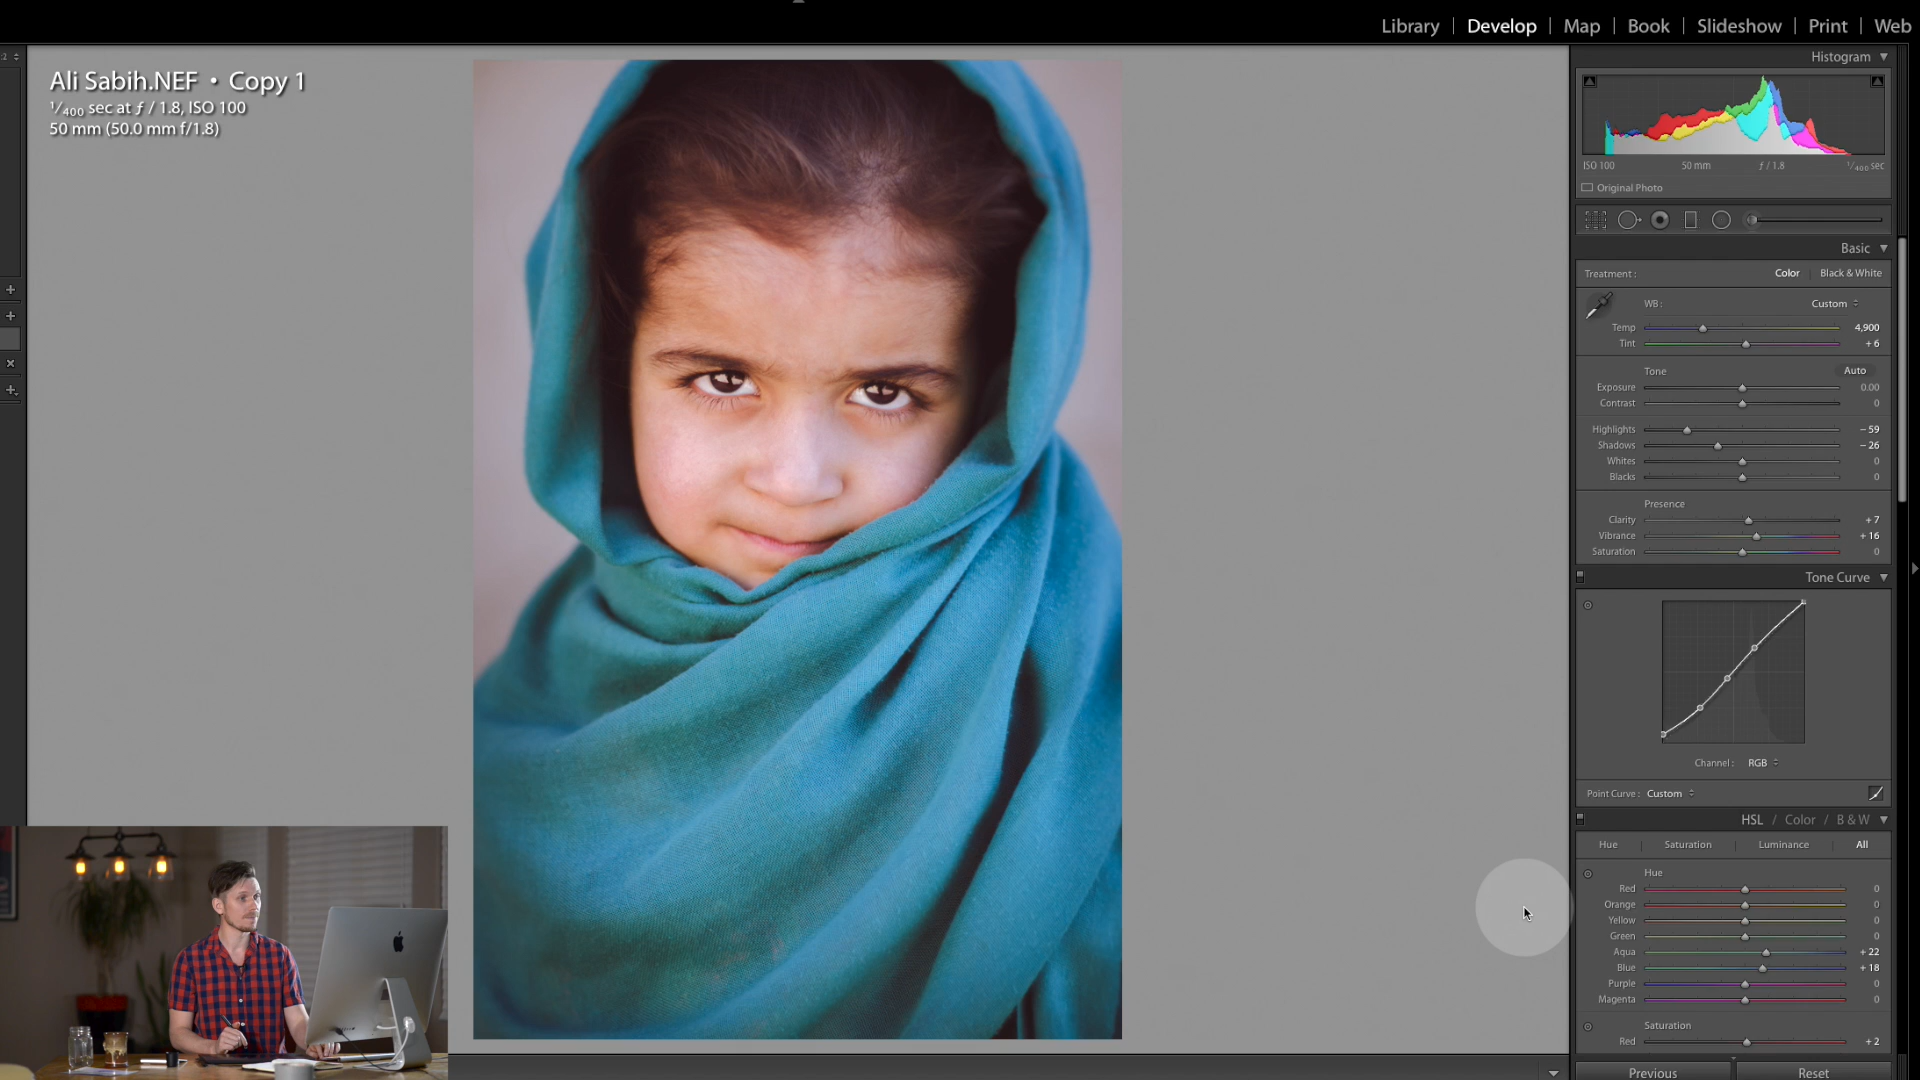 Library | Develop | Map | Book | Slideshow | Print | Web
Ali Sabih.NEF • Copy 1
1/400 sec at ƒ / 1.8, ISO 100
50 mm (50.0 mm f/1.8)
Histogram
ISO 100 50 mm ƒ / 1.8 1/400 sec
Original Photo
Basic
Treatment : Color | Black & White
WB : Custom
Temp 4,900
Tint + 6
Tone Auto
Exposure 0.00
Contrast 0
Highlights − 59
Shadows − 26
Whites 0
Blacks 0
Presence
Clarity + 7
Vibrance + 16
Saturation 0
Tone Curve
Channel : RGB
Point Curve : Custom
HSL / Color / B & W
Hue | Saturation | Luminance | All
Hue
Red 0
Orange 0
Yellow 0
Green 0
Aqua + 22
Blue + 18
Purple 0
Magenta 0
Saturation
Red + 2
Previous Reset